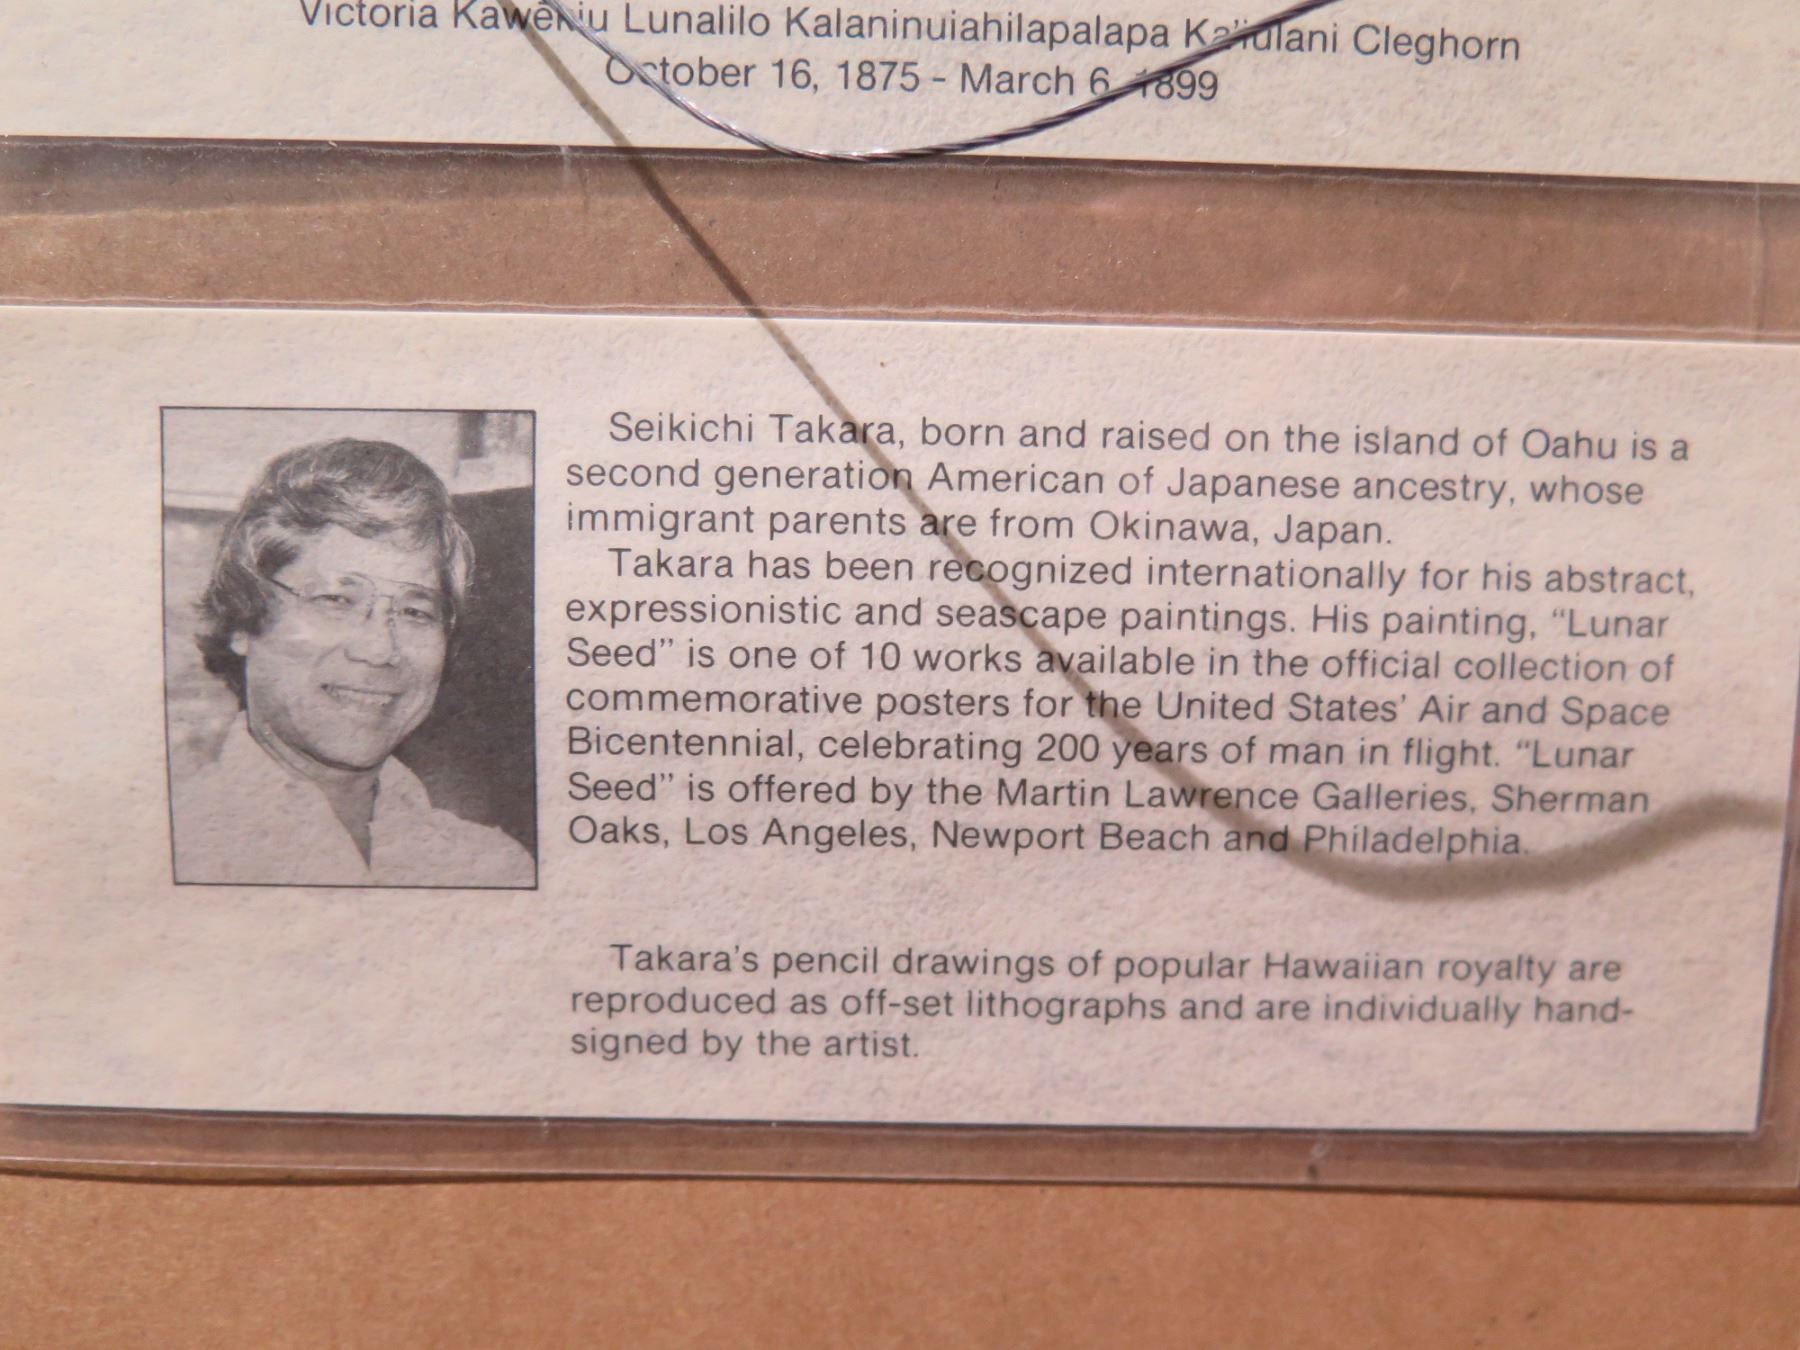 Victoria Kawēkiu Lunalilo Kalaninuiahilapalapa Ka'iulani Cleghorn
October 16, 1875 - March 6, 1899
Seikichi Takara, born and raised on the island of Oahu is a
second generation American of Japanese ancestry, whose
immigrant parents are from Okinawa, Japan.
Takara has been recognized internationally for his abstract,
expressionistic and seascape paintings. His painting, “Lunar
Seed” is one of 10 works available in the official collection of
commemorative posters for the United States’ Air and Space
Bicentennial, celebrating 200 years of man in flight. “Lunar
Seed” is offered by the Martin Lawrence Galleries, Sherman
Oaks, Los Angeles, Newport Beach and Philadelphia.
Takara’s pencil drawings of popular Hawaiian royalty are
reproduced as off-set lithographs and are individually hand-
signed by the artist.